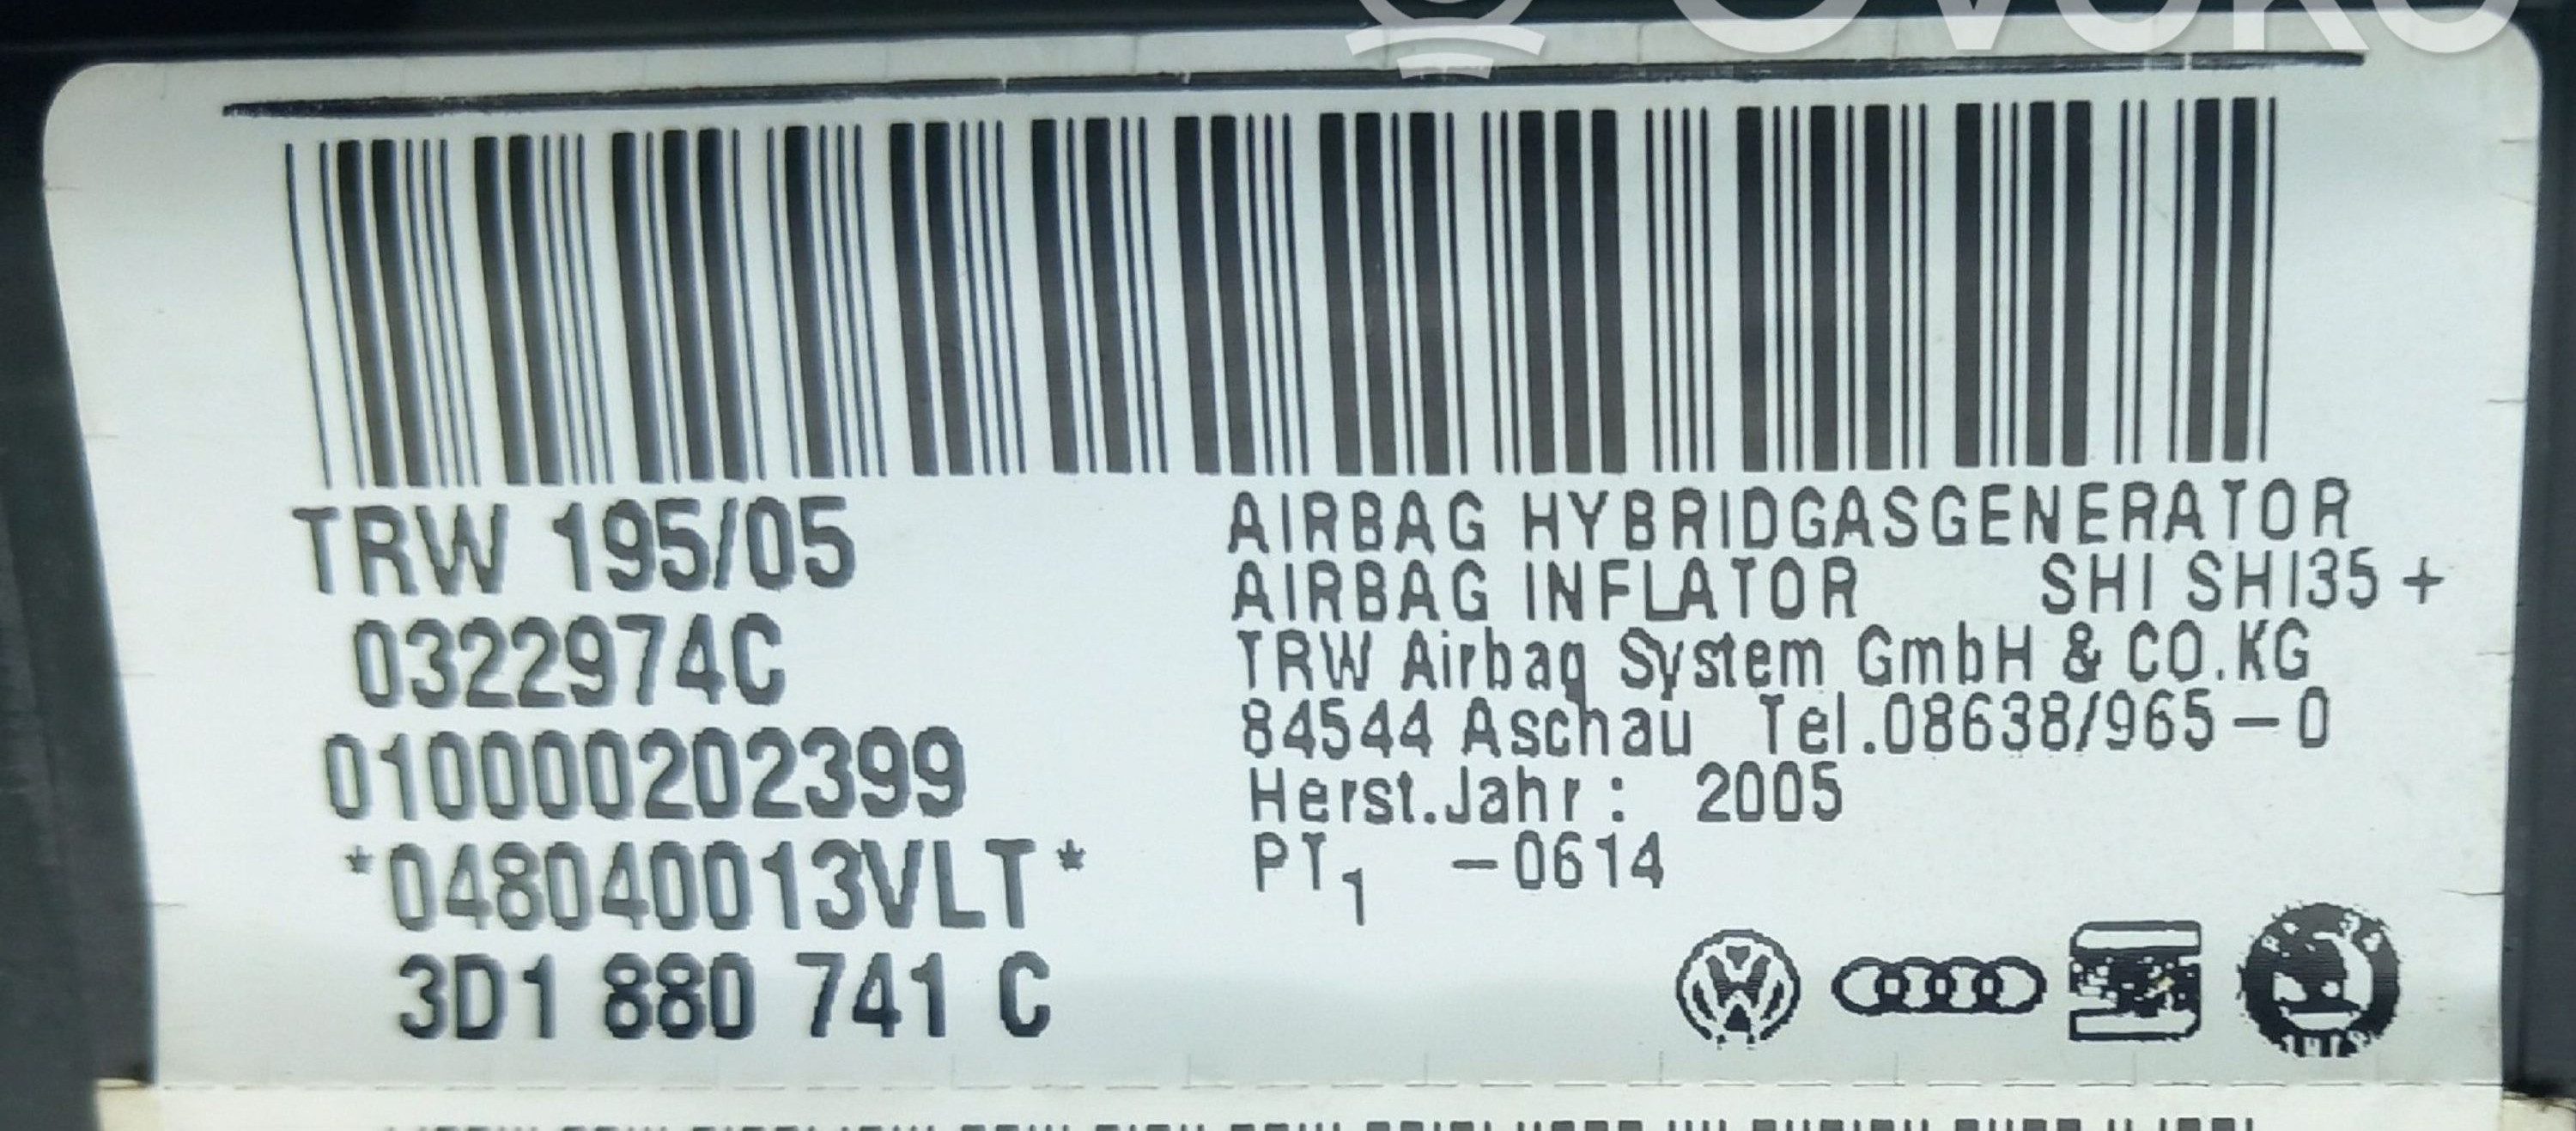 TRW 195/05
0322974C
010000202399
*048040013VLT*
3D1 880 741 C
AIRBAG HYBRIDGASGENERATOR
AIRBAG INFLATOR SHI SHI35+
TRW Airbag System GmbH & CO.KG
84544 Aschau Tel.08638/965-0
Herst.Jahr: 2005
PT1 -0614